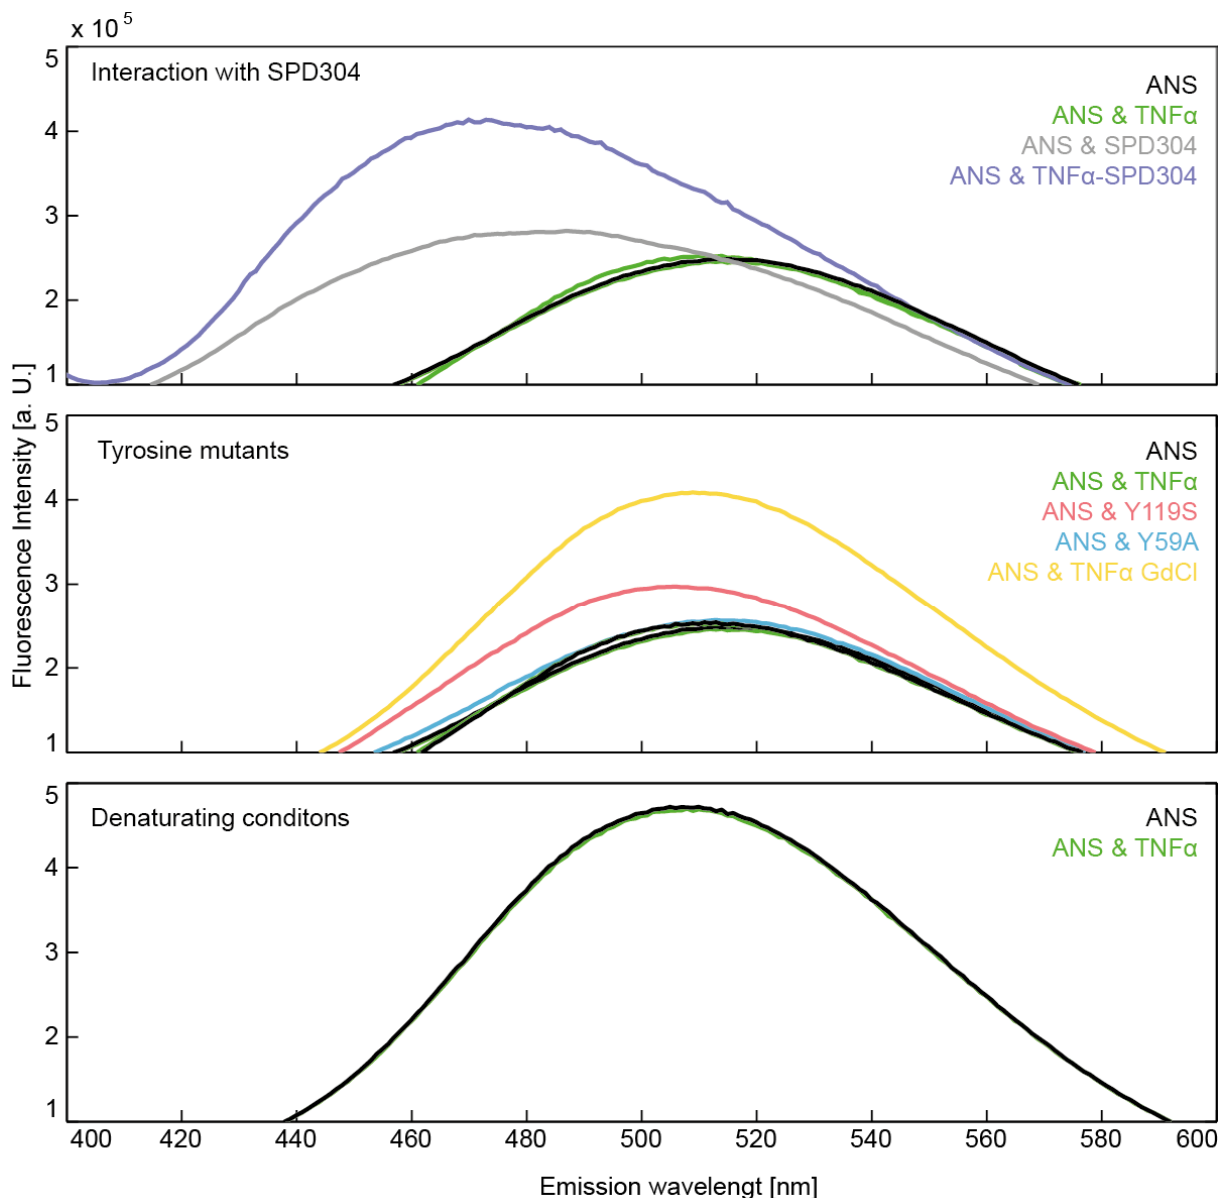 x 10⁵
Interaction with SPD304
ANS
ANS & TNFα
ANS & SPD304
ANS & TNFα-SPD304
5
4
3
2
1
Fluorescence Intensity [a. U.]
Tyrosine mutants
ANS
ANS & TNFα
ANS & Y119S
ANS & Y59A
ANS & TNFα GdCl
5
4
3
2
1
Denaturating conditons
ANS
ANS & TNFα
5
4
3
2
1
400 420 440 460 480 500 520 540 560 580 600
Emission wavelengt [nm]